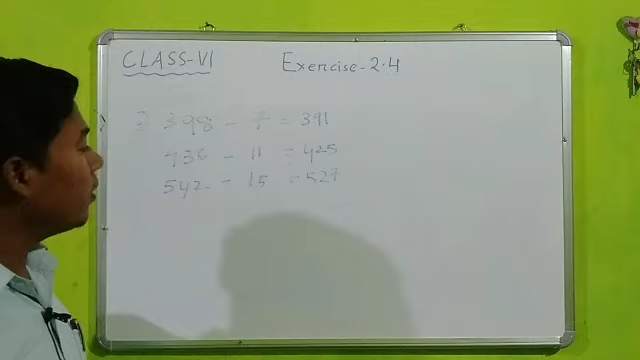 CLASS-VI
Exercise-2.4
398 - 7 = 391
436 - 11 = 425
542 - 15 = 527